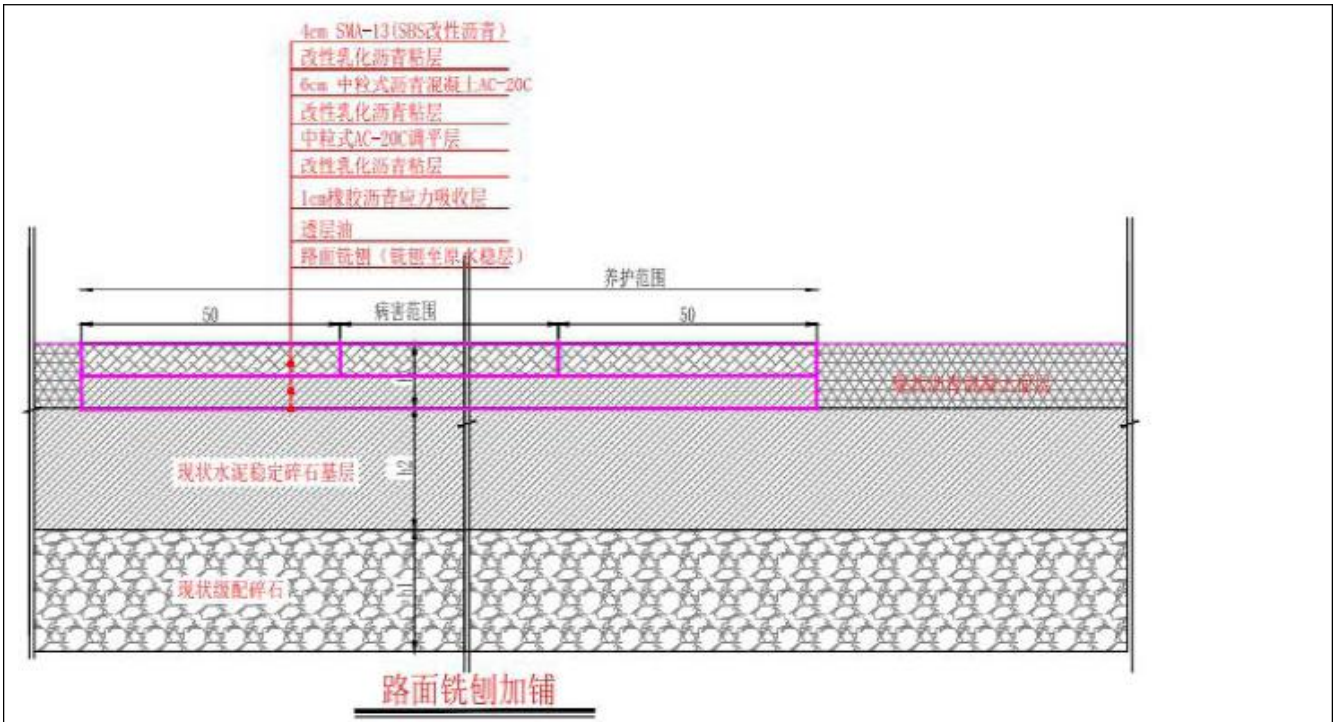 4cm SMA-13(SBS改性沥青)
改性乳化沥青粘层
6cm 中粒式沥青混凝土AC-20C
改性乳化沥青粘层
中粒式AC-20C调平层
改性乳化沥青粘层
1cm橡胶沥青应力吸收层
透层油
路面铣刨（铣刨至原水稳层）
养护范围
50
病害范围
50
现状水泥稳定碎石基层
h2
现状级配碎石
路面铣刨加铺